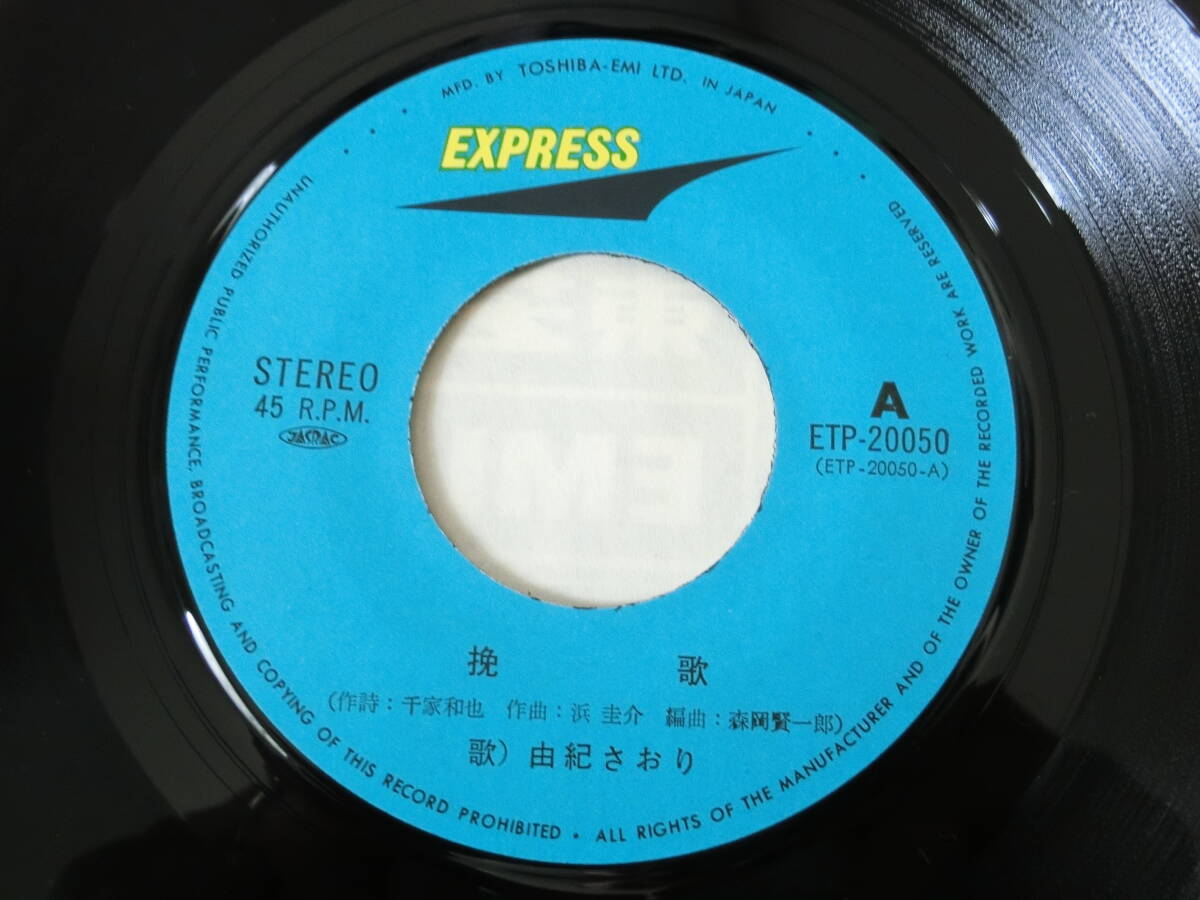 MFD. BY TOSHIBA-EMI LTD. IN JAPAN
EXPRESS
STEREO
45 R.P.M.
JASRAC
A
ETP-20050
(ETP-20050-A)
挽歌
(作詩:千家和也 作曲:浜圭介 編曲:森岡賢一郎)
歌)由紀さおり
UNAUTHORIZED PUBLIC PERFORMANCE, BROADCASTING AND COPYING OF THIS RECORD PROHIBITED • ALL RIGHTS OF THE MANUFACTURER AND OF THE OWNER OF THE RECORDED WORK ARE RESERVED